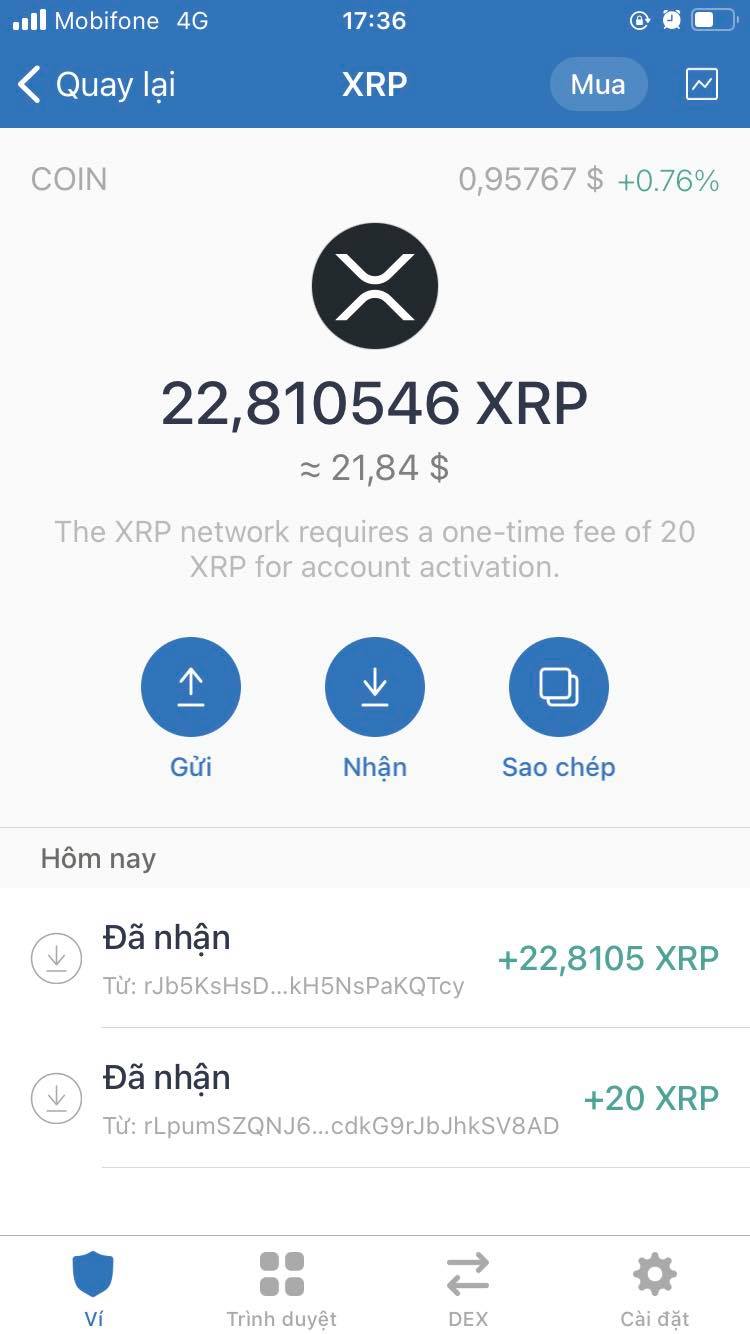 Mobifone 4G 17:36
Quay lại XRP Mua
COIN 0,95767 $ +0.76%
22,810546 XRP
≈ 21,84 $
The XRP network requires a one-time fee of 20
XRP for account activation.
Gửi Nhận Sao chép
Hôm nay
Đã nhận +22,8105 XRP
Từ: rJb5KsHsD...kH5NsPaKQTcy
Đã nhận +20 XRP
Từ: rLpumSZQNJ6...cdkG9rJbJhkSV8AD
Ví Trình duyệt DEX Cài đặt